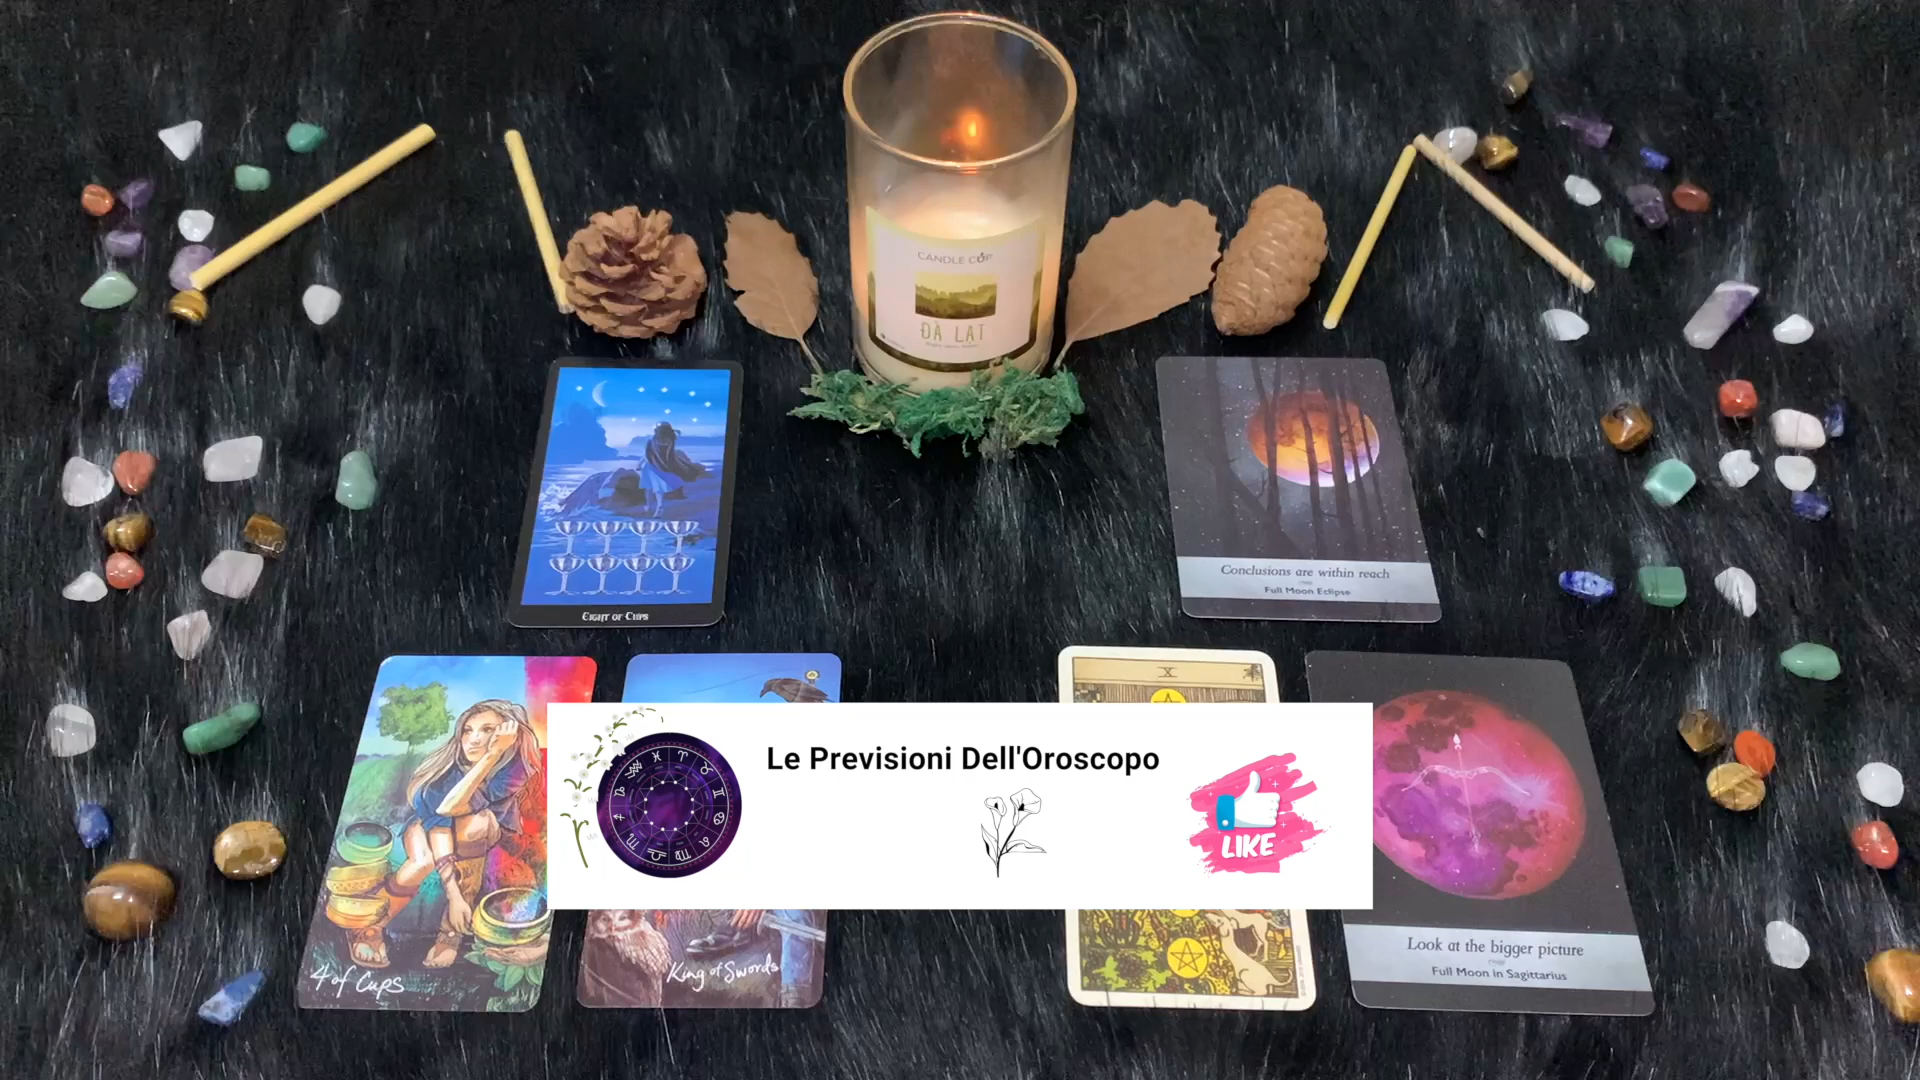 CANDLE CUP
ĐÀ LẠT
EIGHT OF CUPS
Conclusions are within reach
Full Moon Eclipse
X
Le Previsioni Dell'Oroscopo
LIKE
4 of Cups
King of Swords
Look at the bigger picture
Full Moon in Sagittarius